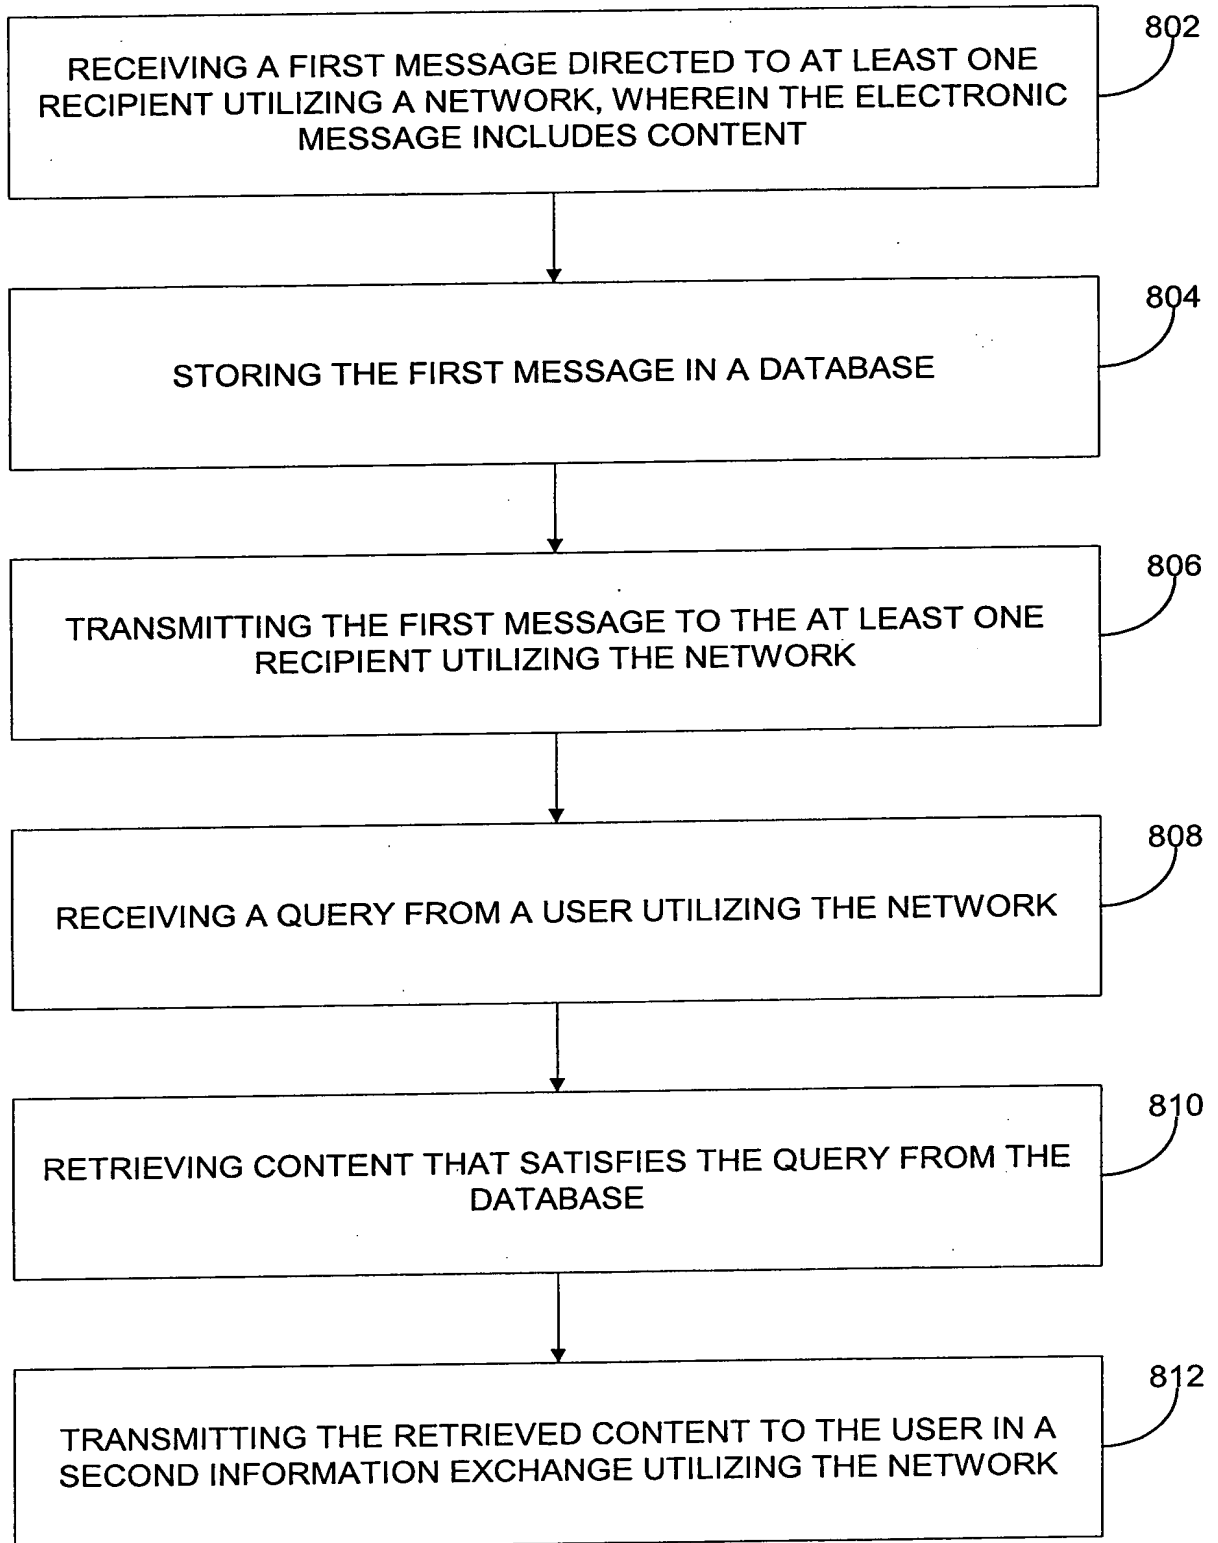 802
RECEIVING A FIRST MESSAGE DIRECTED TO AT LEAST ONE
RECIPIENT UTILIZING A NETWORK, WHEREIN THE ELECTRONIC
MESSAGE INCLUDES CONTENT
804
STORING THE FIRST MESSAGE IN A DATABASE
806
TRANSMITTING THE FIRST MESSAGE TO THE AT LEAST ONE
RECIPIENT UTILIZING THE NETWORK
808
RECEIVING A QUERY FROM A USER UTILIZING THE NETWORK
810
RETRIEVING CONTENT THAT SATISFIES THE QUERY FROM THE
DATABASE
812
TRANSMITTING THE RETRIEVED CONTENT TO THE USER IN A
SECOND INFORMATION EXCHANGE UTILIZING THE NETWORK